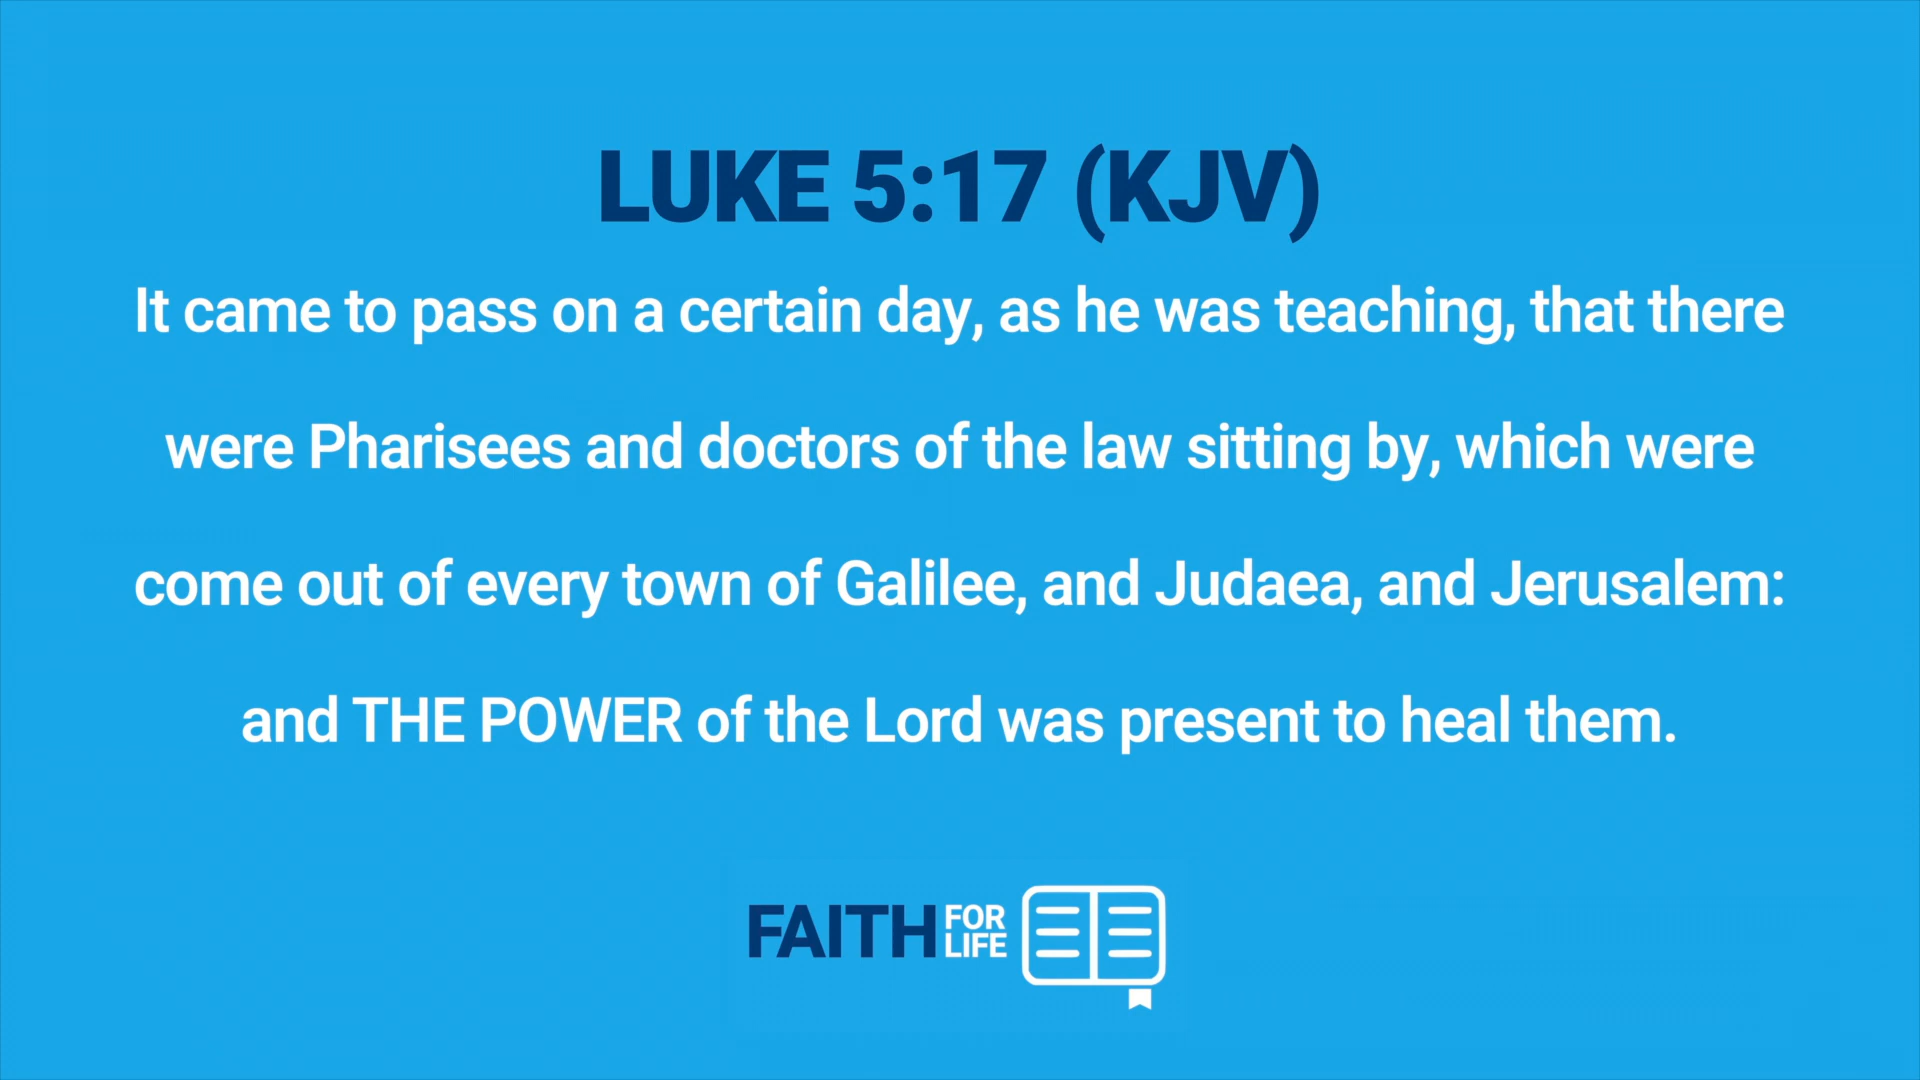 LUKE 5:17 (KJV)
It came to pass on a certain day, as he was teaching, that there
were Pharisees and doctors of the law sitting by, which were
come out of every town of Galilee, and Judaea, and Jerusalem:
and THE POWER of the Lord was present to heal them.
FAITH FOR
LIFE